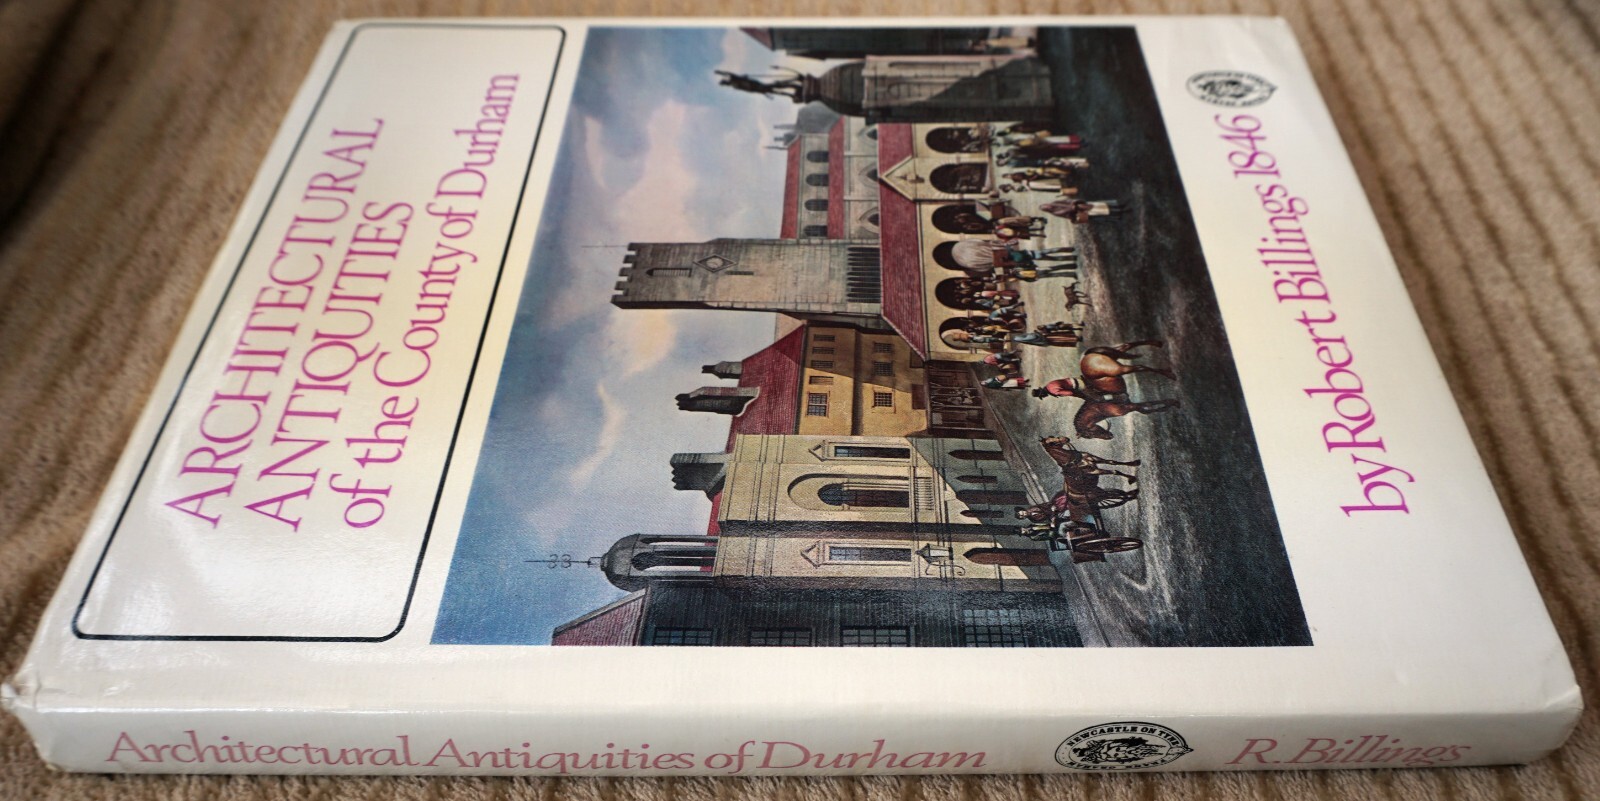 ARCHITECTURAL
ANTIQUITIES
of the County of Durham
by Robert Billings 1846
Architectural Antiquities of Durham
NEWCASTLE ON TYNE
R. Billings